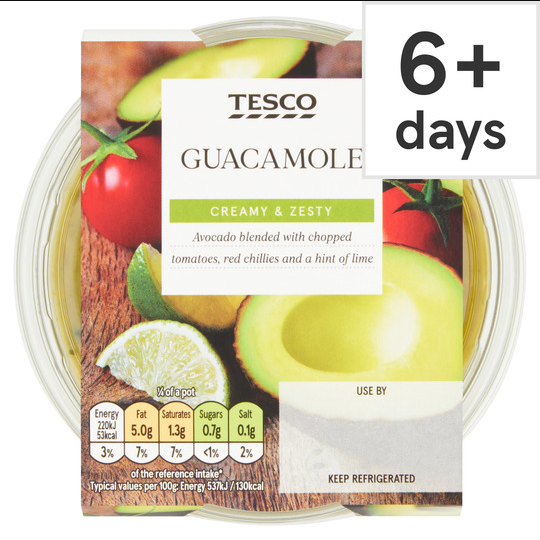 6+
days
TESCO
GUACAMOLE
CREAMY & ZESTY
Avocado blended with chopped
tomatoes, red chillies and a hint of lime
¼ of a pot
Energy Fat Saturates Sugars Salt
220kJ 53kcal 5.0g 1.3g 0.7g 0.1g
3% 7% 7% <1% 2%
of the reference intake*
Typical values per 100g: Energy 537kJ / 130kcal
USE BY
KEEP REFRIGERATED